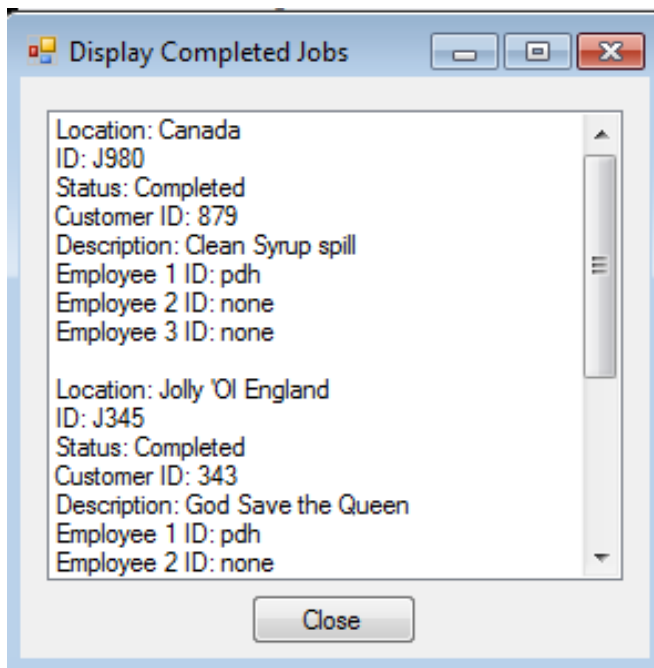 Display Completed Jobs
Location: Canada
ID: J980
Status: Completed
Customer ID: 879
Description: Clean Syrup spill
Employee 1 ID: pdh
Employee 2 ID: none
Employee 3 ID: none
Location: Jolly 'Ol England
ID: J345
Status: Completed
Customer ID: 343
Description: God Save the Queen
Employee 1 ID: pdh
Employee 2 ID: none
Close